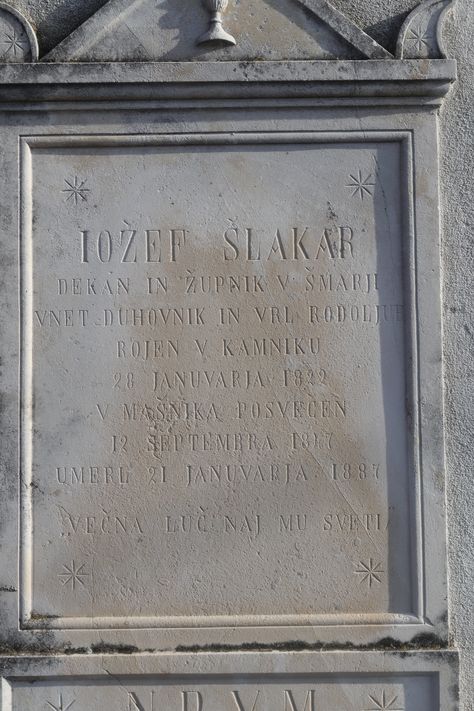 IOŽEF ŠLAKAR
DEKAN IN ŽUPNIK V ŠMARJI
VNET DUHOVNIK IN VRL RODOLJUB
ROJEN V KAMNIKU
28 JANUVARJA 1822
V MAŠNIKA POSVEČEN
12 SEPTEMBRA 1847
UMERL 21 JANUVARJA 1887
VEČNA LUČ NAJ MU SVETI